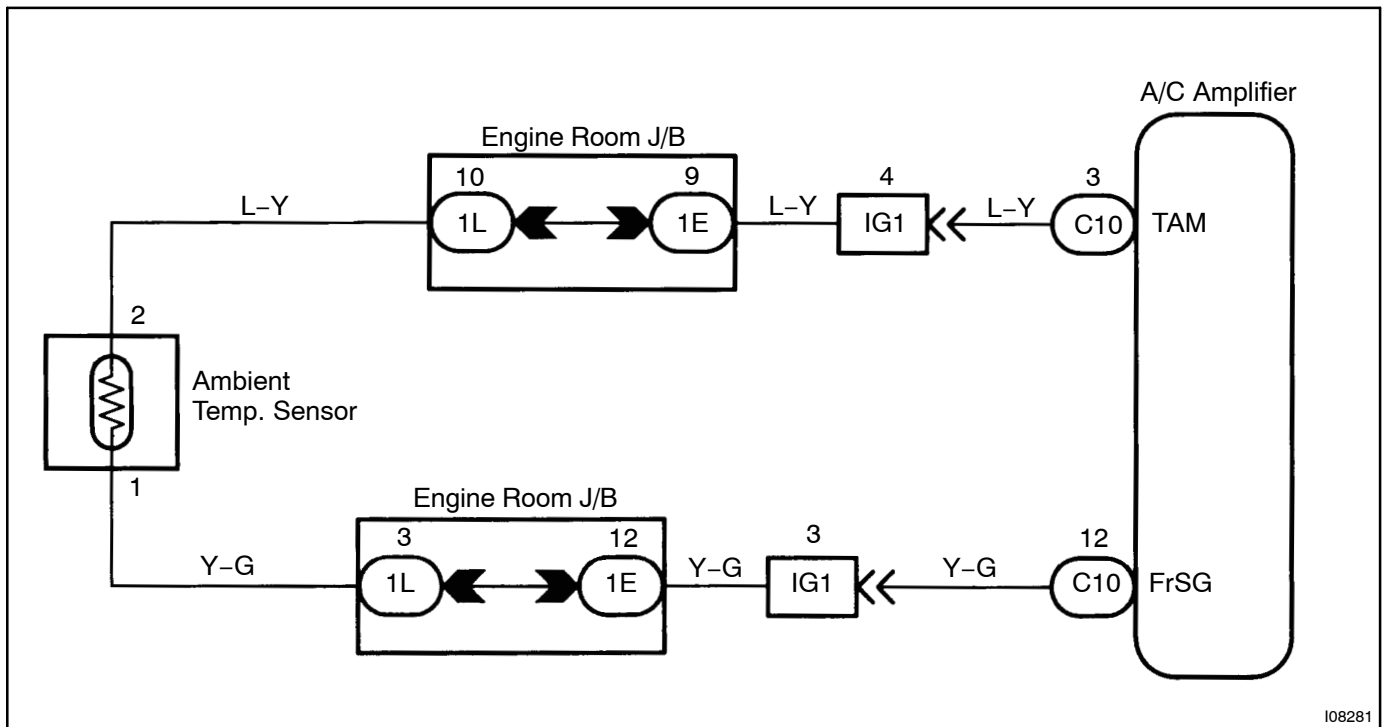 A/C Amplifier
Engine Room J/B
10
9
4
3
L–Y
1L
1E
L–Y
IG1
L–Y
C10
TAM
2
Ambient
Temp. Sensor
1
Engine Room J/B
3
12
3
12
Y–G
1L
1E
Y–G
IG1
Y–G
C10
FrSG
I08281